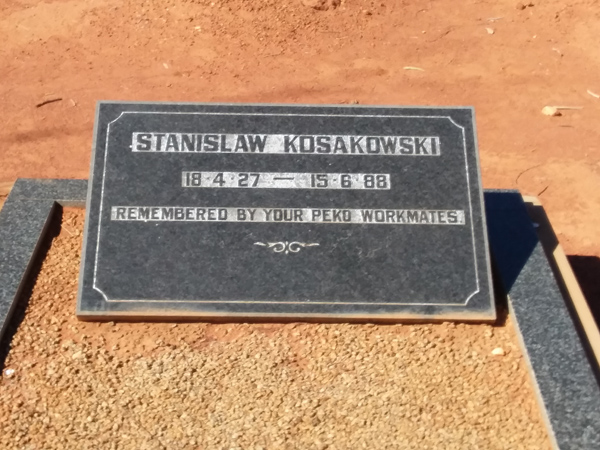 STANISLAW KOSAKOWSKI
18·4·27 — 15·6·88
REMEMBERED BY YOUR PEKO WORKMATES